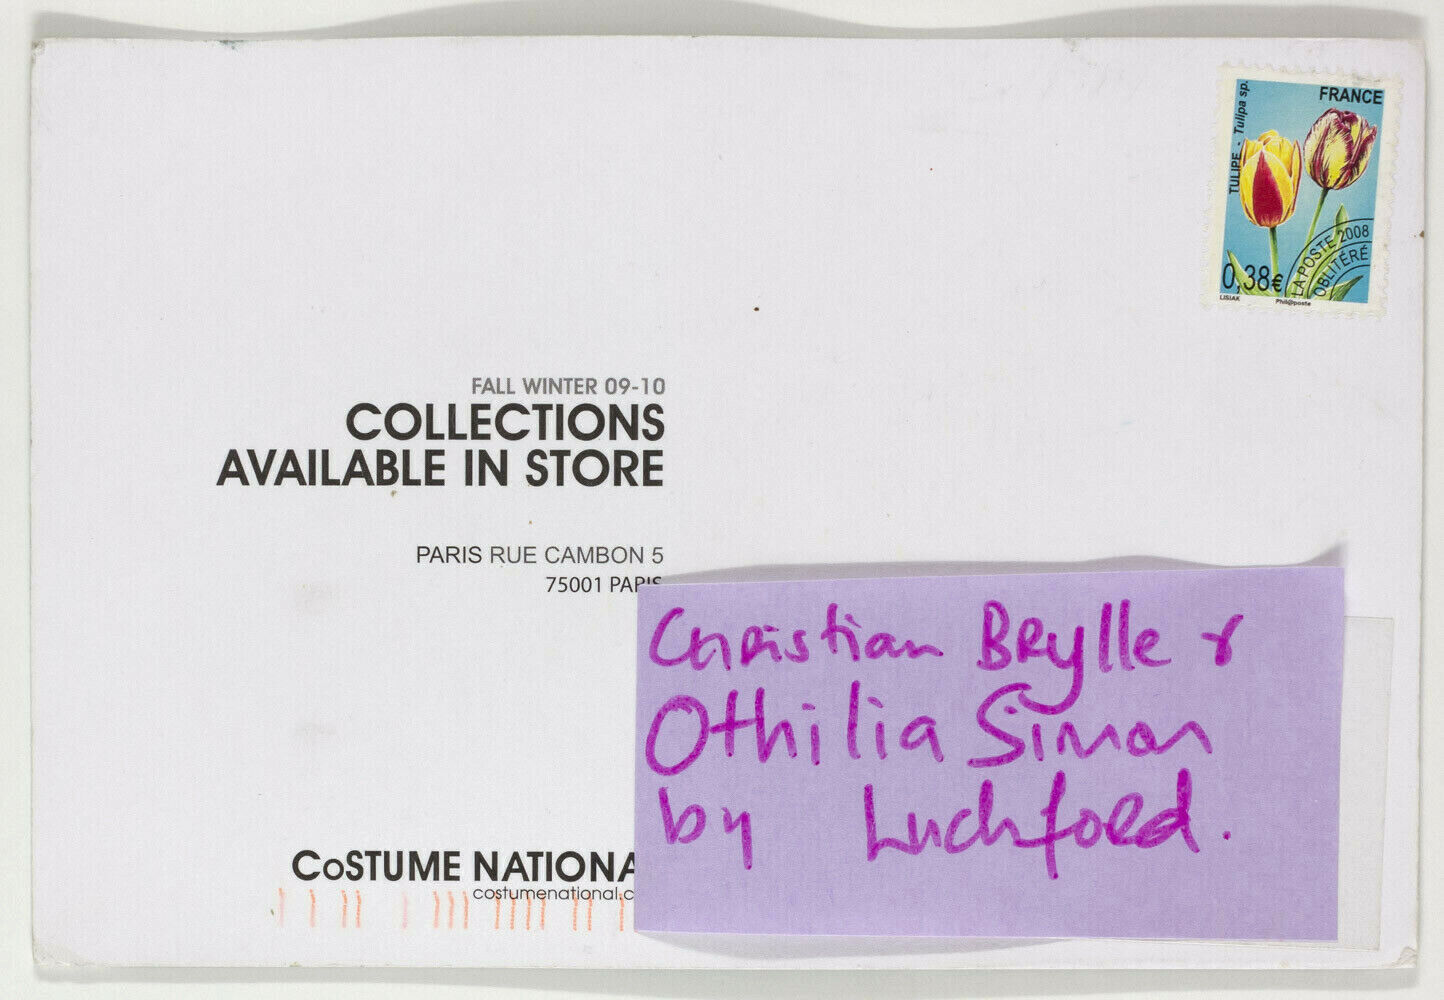 FRANCE
TULIPE - Tulipa sp.
LA POSTE 2008
OBLITÉRÉ
0,38€
LISIAK
Phil@poste
FALL WINTER 09-10
COLLECTIONS
AVAILABLE IN STORE
PARIS RUE CAMBON 5
75001 PARIS
Christian Brylle &
Othilia Simon
by Luchford.
CoSTUME NATIONA
costumenational.c